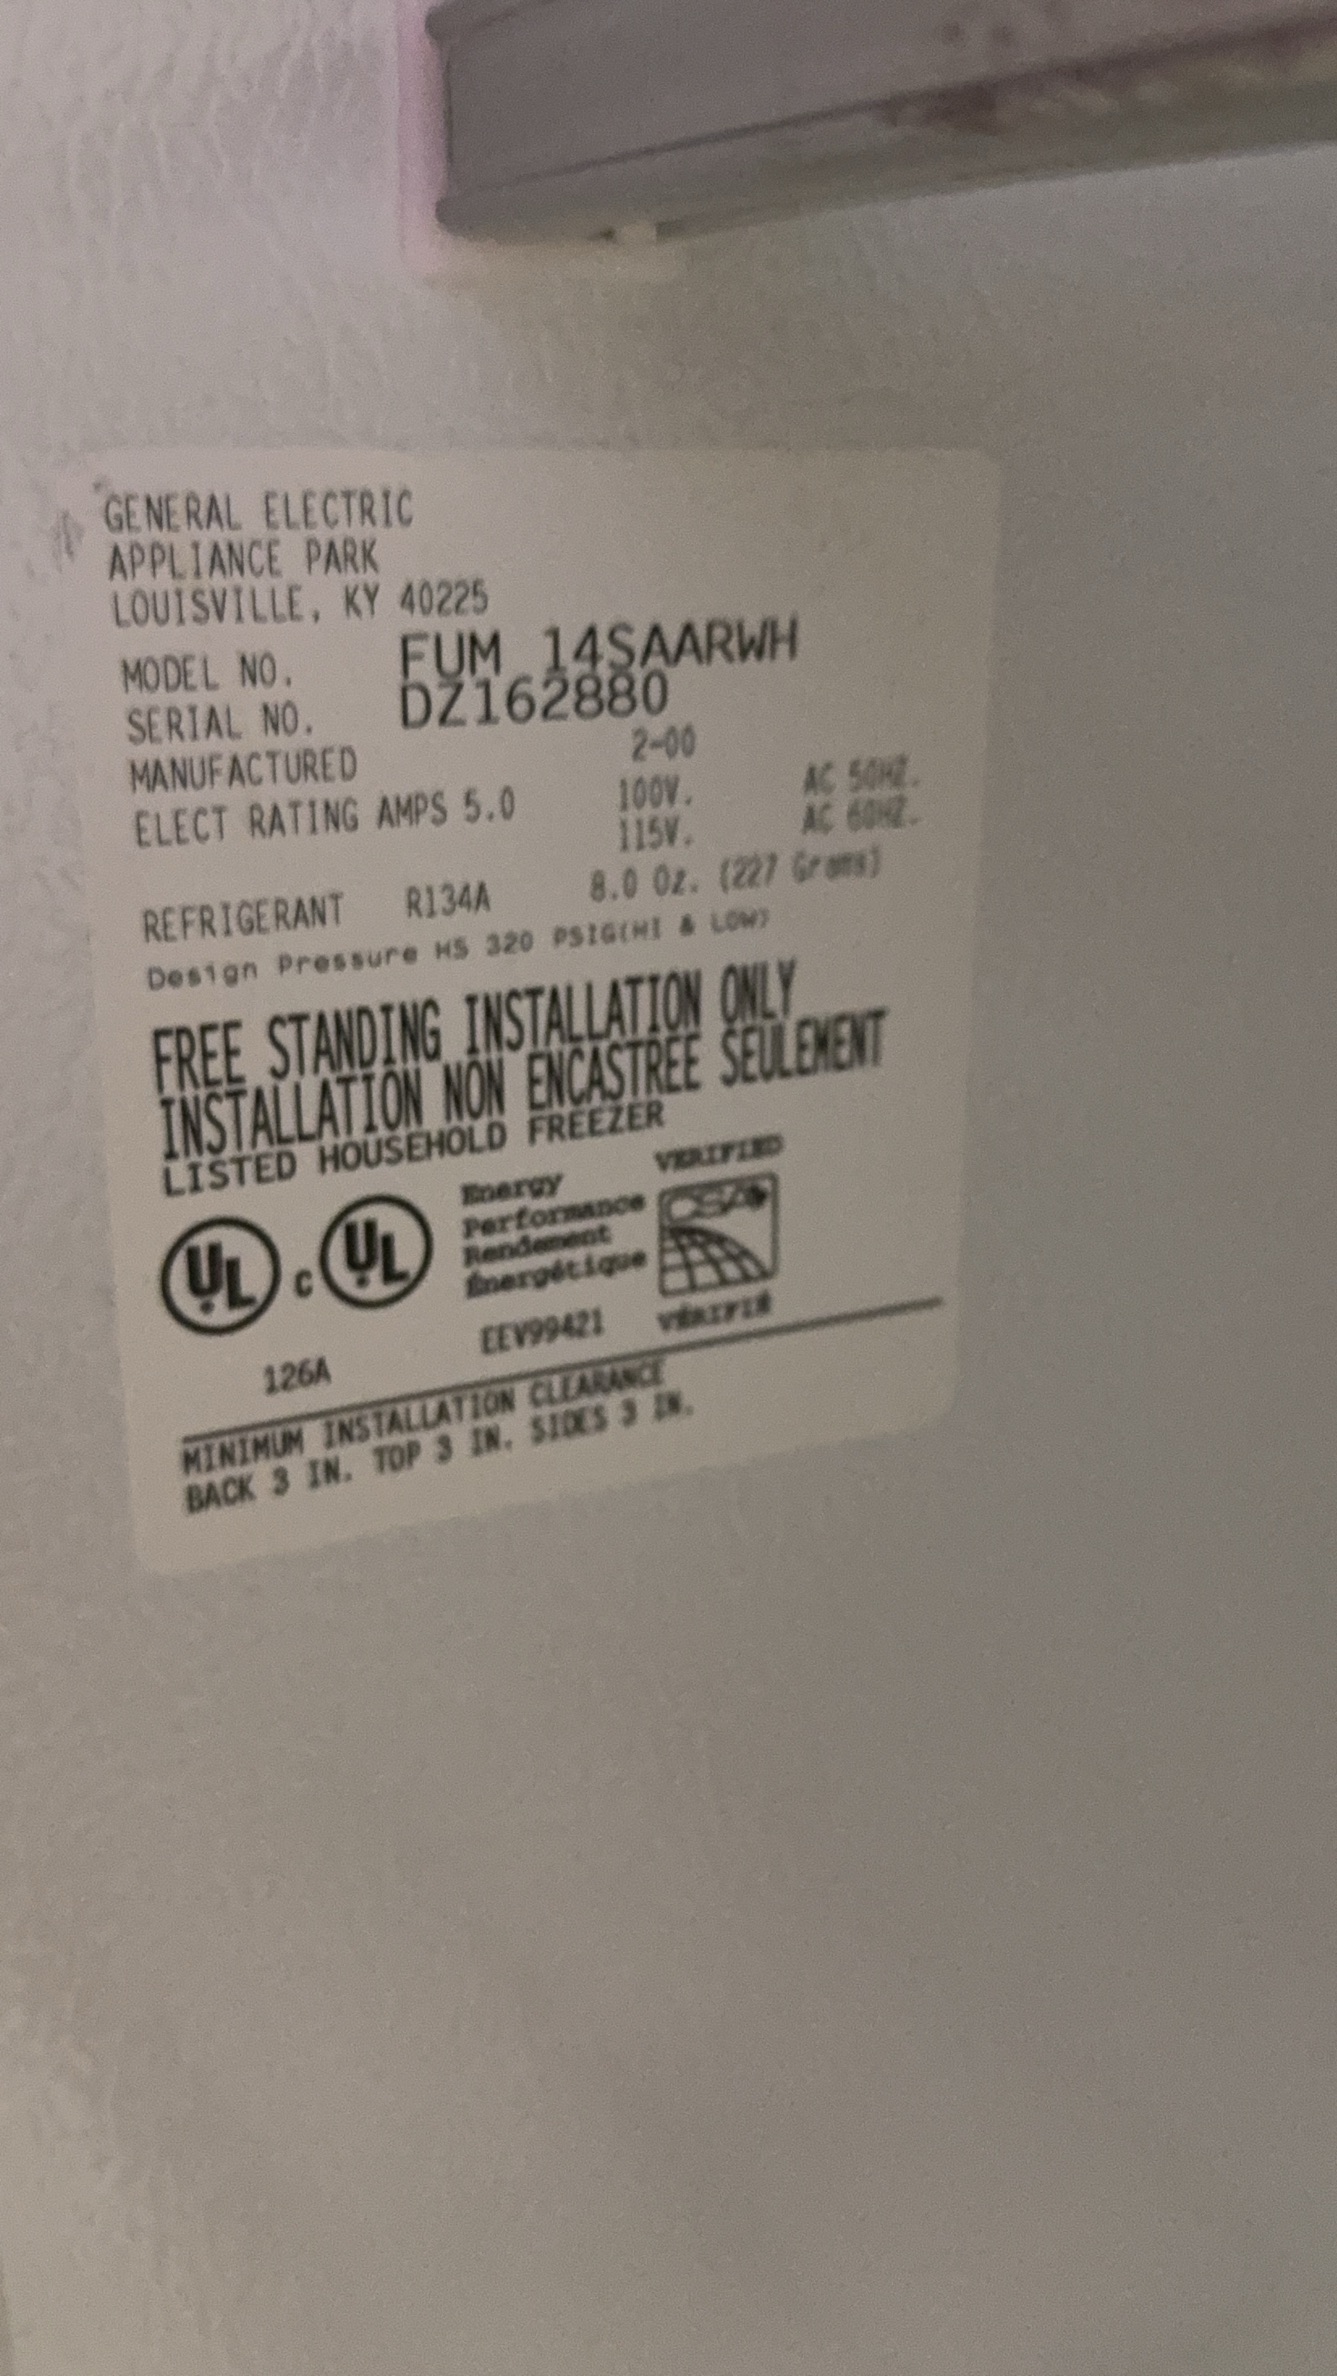 GENERAL ELECTRIC
APPLIANCE PARK
LOUISVILLE, KY 40225
MODEL NO. FUM 14SAARWH
SERIAL NO. DZ162880
MANUFACTURED 2-00
ELECT RATING AMPS 5.0 100V. AC 50HZ.
115V. AC 60HZ.
REFRIGERANT R134A 8.0 Oz. (227 Grams)
Design Pressure HS 320 PSIG(HI & LOW)
FREE STANDING INSTALLATION ONLY
INSTALLATION NON ENCASTREE SEULEMENT
LISTED HOUSEHOLD FREEZER
UL c UL
Energy
Performance
Rendement
Énergétique
VERIFIED
CSA
VÉRIFIÉ
126A EEV99421
MINIMUM INSTALLATION CLEARANCE
BACK 3 IN. TOP 3 IN. SIDES 3 IN.